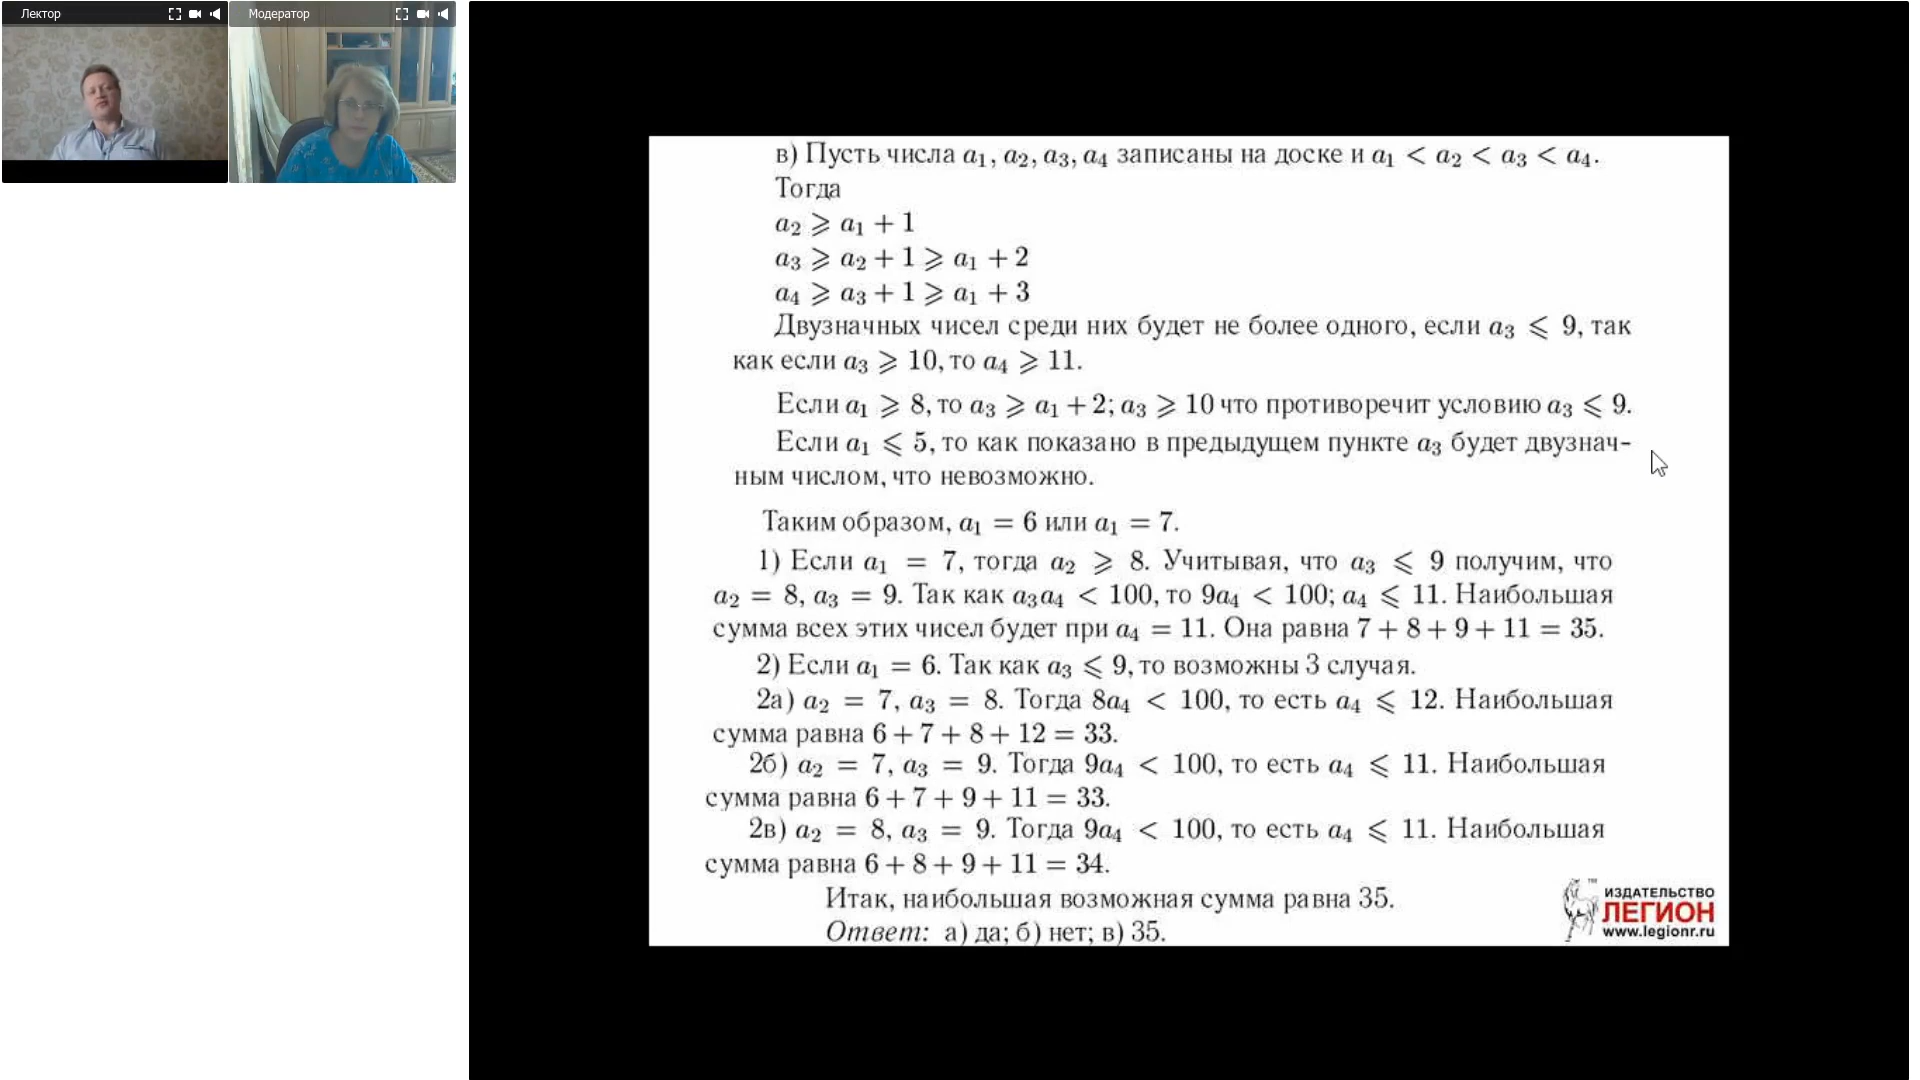 Лектор
Модератор
в) Пусть числа a₁, a₂, a₃, a₄ записаны на доске и a₁ < a₂ < a₃ < a₄.
Тогда
a₂ ⩾ a₁ + 1
a₃ ⩾ a₂ + 1 ⩾ a₁ + 2
a₄ ⩾ a₃ + 1 ⩾ a₁ + 3
Двузначных чисел среди них будет не более одного, если a₃ ⩽ 9, так
как если a₃ ⩾ 10, то a₄ ⩾ 11.
Если a₁ ⩾ 8, то a₃ ⩾ a₁ + 2; a₃ ⩾ 10 что противоречит условию a₃ ⩽ 9.
Если a₁ ⩽ 5, то как показано в предыдущем пункте a₃ будет двузнач-
ным числом, что невозможно.
Таким образом, a₁ = 6 или a₁ = 7.
1) Если a₁ = 7, тогда a₂ ⩾ 8. Учитывая, что a₃ ⩽ 9 получим, что
a₂ = 8, a₃ = 9. Так как a₃a₄ < 100, то 9a₄ < 100; a₄ ⩽ 11. Наибольшая
сумма всех этих чисел будет при a₄ = 11. Она равна 7 + 8 + 9 + 11 = 35.
2) Если a₁ = 6. Так как a₃ ⩽ 9, то возможны 3 случая.
2а) a₂ = 7, a₃ = 8. Тогда 8a₄ < 100, то есть a₄ ⩽ 12. Наибольшая
сумма равна 6 + 7 + 8 + 12 = 33.
2б) a₂ = 7, a₃ = 9. Тогда 9a₄ < 100, то есть a₄ ⩽ 11. Наибольшая
сумма равна 6 + 7 + 9 + 11 = 33.
2в) a₂ = 8, a₃ = 9. Тогда 9a₄ < 100, то есть a₄ ⩽ 11. Наибольшая
сумма равна 6 + 8 + 9 + 11 = 34.
Итак, наибольшая возможная сумма равна 35.
Ответ: а) да; б) нет; в) 35.
ИЗДАТЕЛЬСТВО
ЛЕГИОН
www.legionr.ru